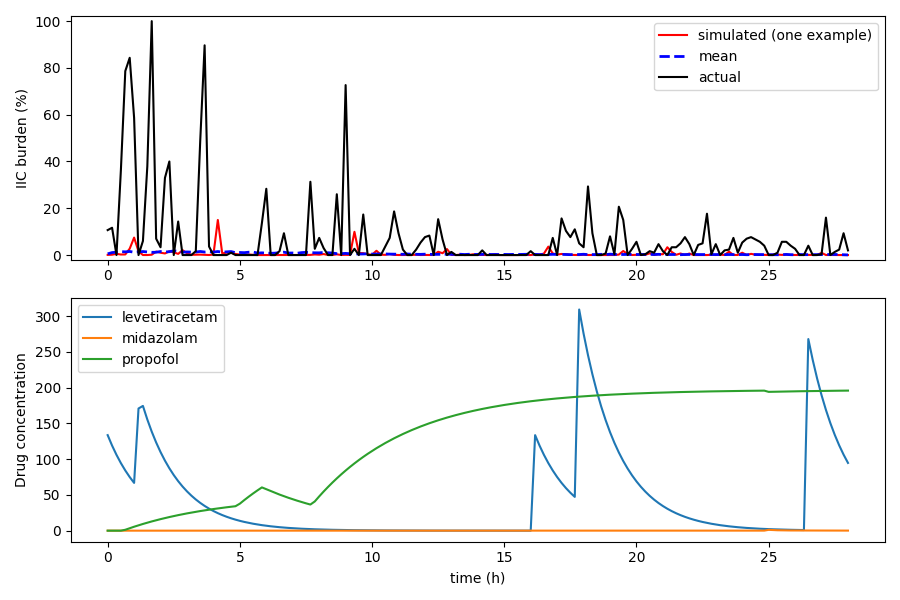 100
80
60
40
20
0
IIC burden (%)
simulated (one example)
mean
actual
0 5 10 15 20 25
300
250
200
150
100
50
0
Drug concentration
levetiracetam
midazolam
propofol
0 5 10 15 20 25
time (h)